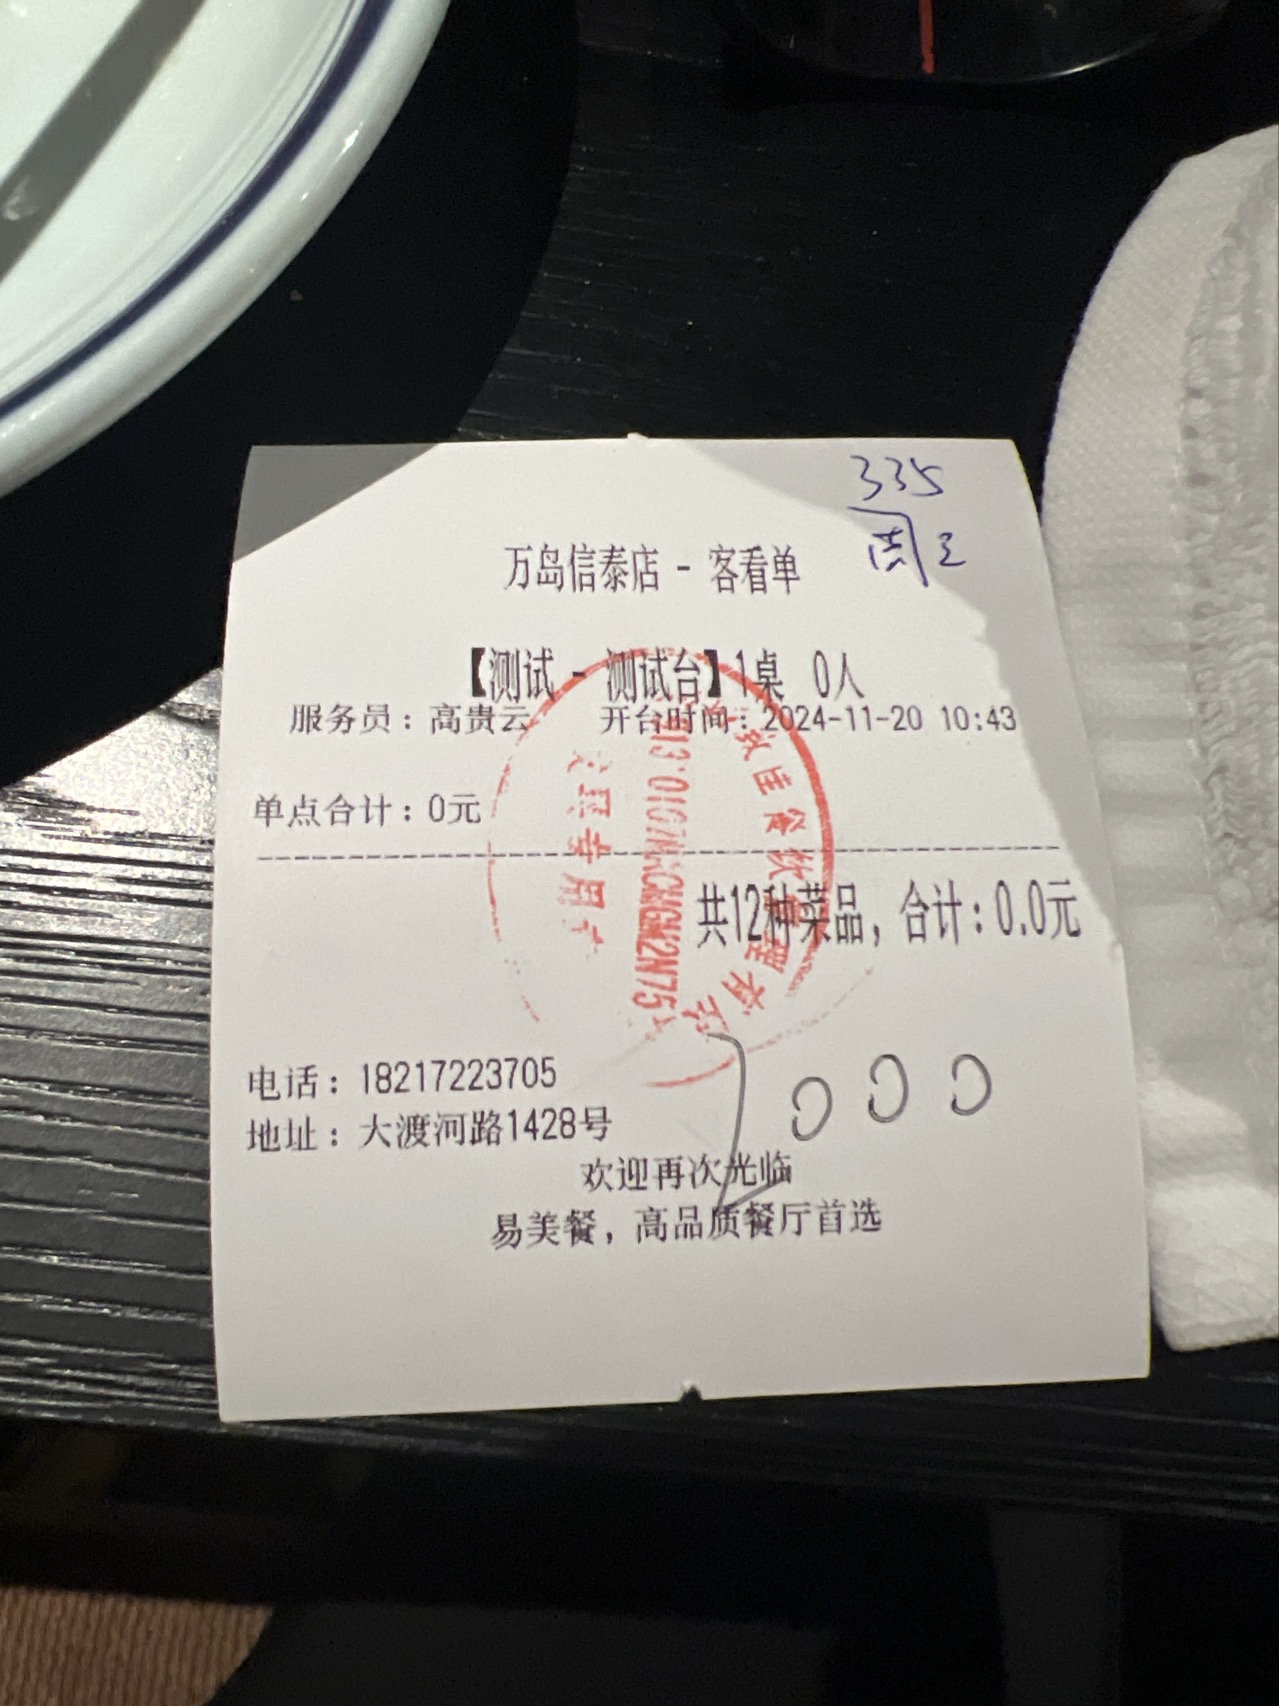 335
万岛信泰店 - 客看单
【测试 - 测试台】1桌 0人
服务员：高贵云 开台时间：2024-11-20 10:43
单点合计：0元
共12种菜品，合计：0.0元
电话：18217223705
地址：大渡河路1428号
000
欢迎再次光临
易美餐，高品质餐厅首选